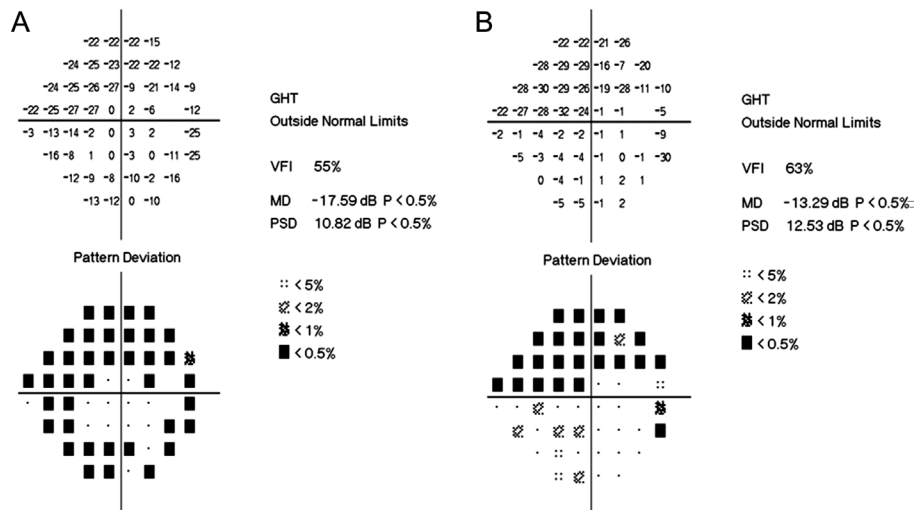 A
-22 -22 -22 -15
-24 -25 -23 -22 -22 -12
-24 -25 -26 -27 -9 -21 -14 -9
-22 -25 -27 -27 0 2 -6 -12
-3 -13 -14 -2 0 3 2 -25
-16 -8 1 0 -3 0 -11 -25
-12 -9 -8 -10 -2 -16
-13 -12 0 -10
GHT
Outside Normal Limits
VFI 55%
MD -17.59 dB P < 0.5%
PSD 10.82 dB P < 0.5%
Pattern Deviation
< 5%
< 2%
< 1%
< 0.5%
B
-22 -22 -21 -26
-28 -29 -29 -16 -7 -20
-28 -30 -29 -26 -19 -28 -11 -10
-22 -27 -28 -32 -24 -1 -1 -5
-2 -1 -4 -2 -2 -1 1 -9
-5 -3 -4 -4 -1 0 -1 -30
0 -4 -1 1 2 1
-5 -5 -1 2
GHT
Outside Normal Limits
VFI 63%
MD -13.29 dB P < 0.5%
PSD 12.53 dB P < 0.5%
Pattern Deviation
< 5%
< 2%
< 1%
< 0.5%